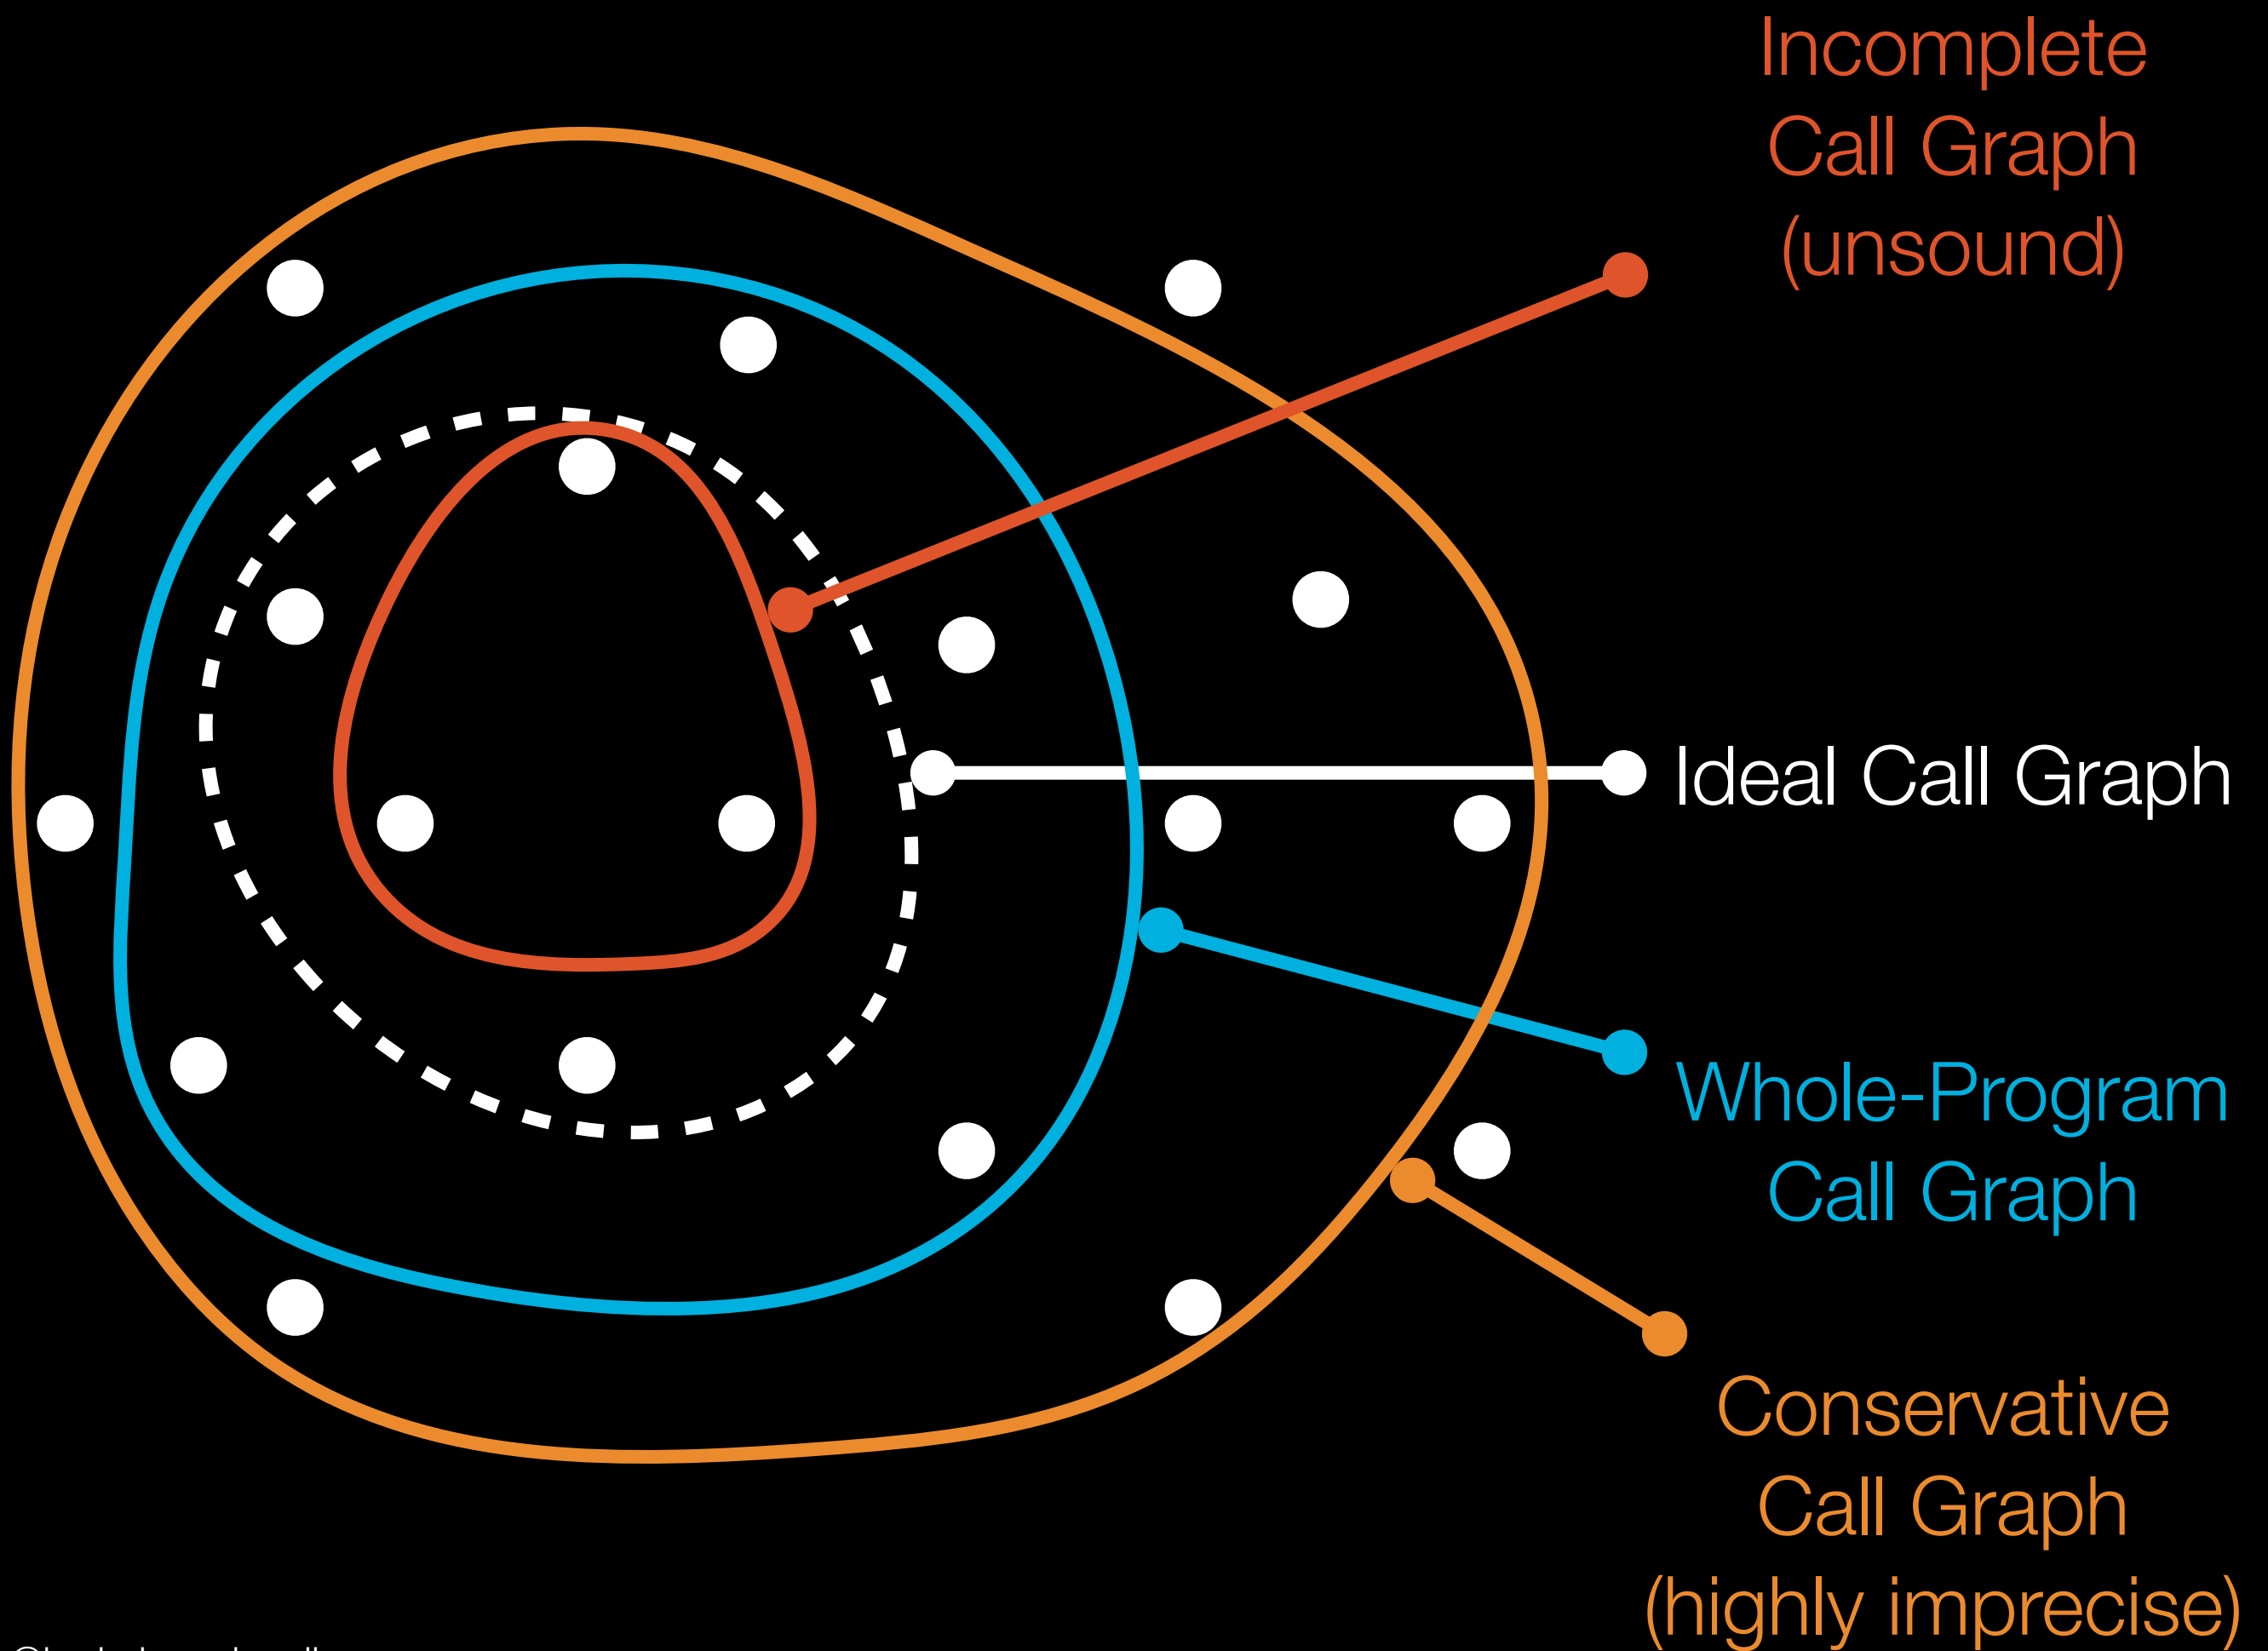 Incomplete
Call Graph
(unsound)
Ideal Call Graph
Whole-Program
Call Graph
Conservative
Call Graph
(highly imprecise)